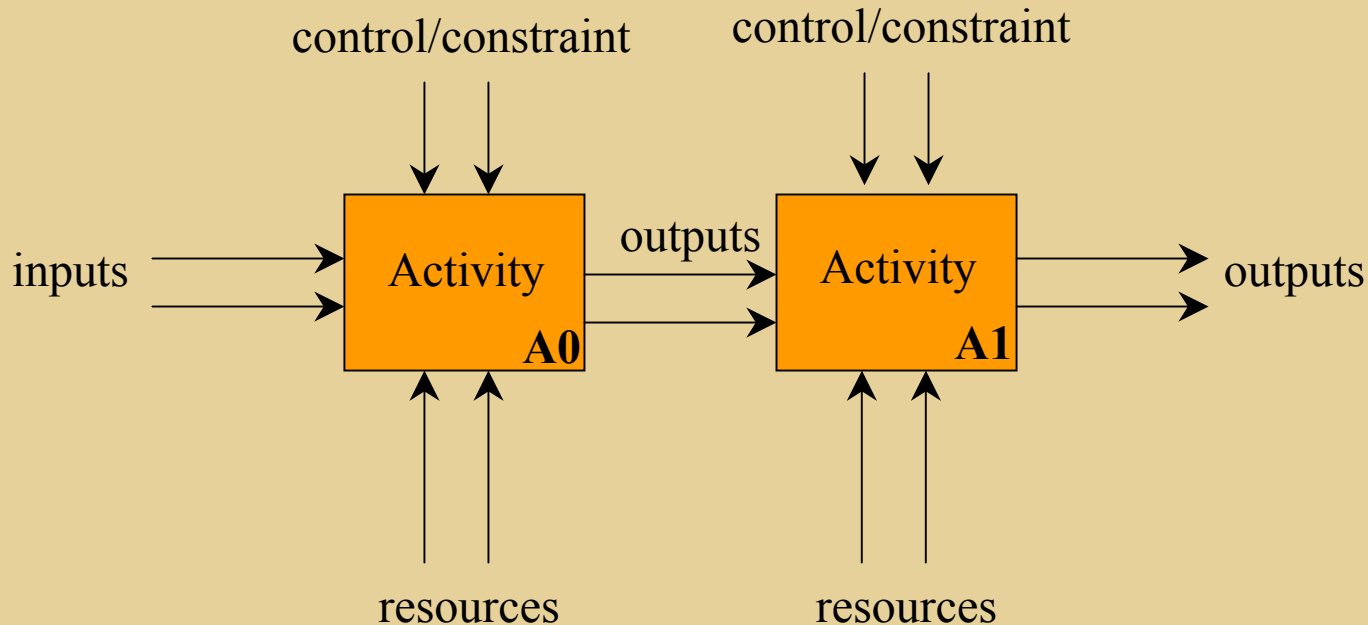 control/constraint
control/constraint
inputs
Activity
A0
outputs
Activity
A1
outputs
resources
resources